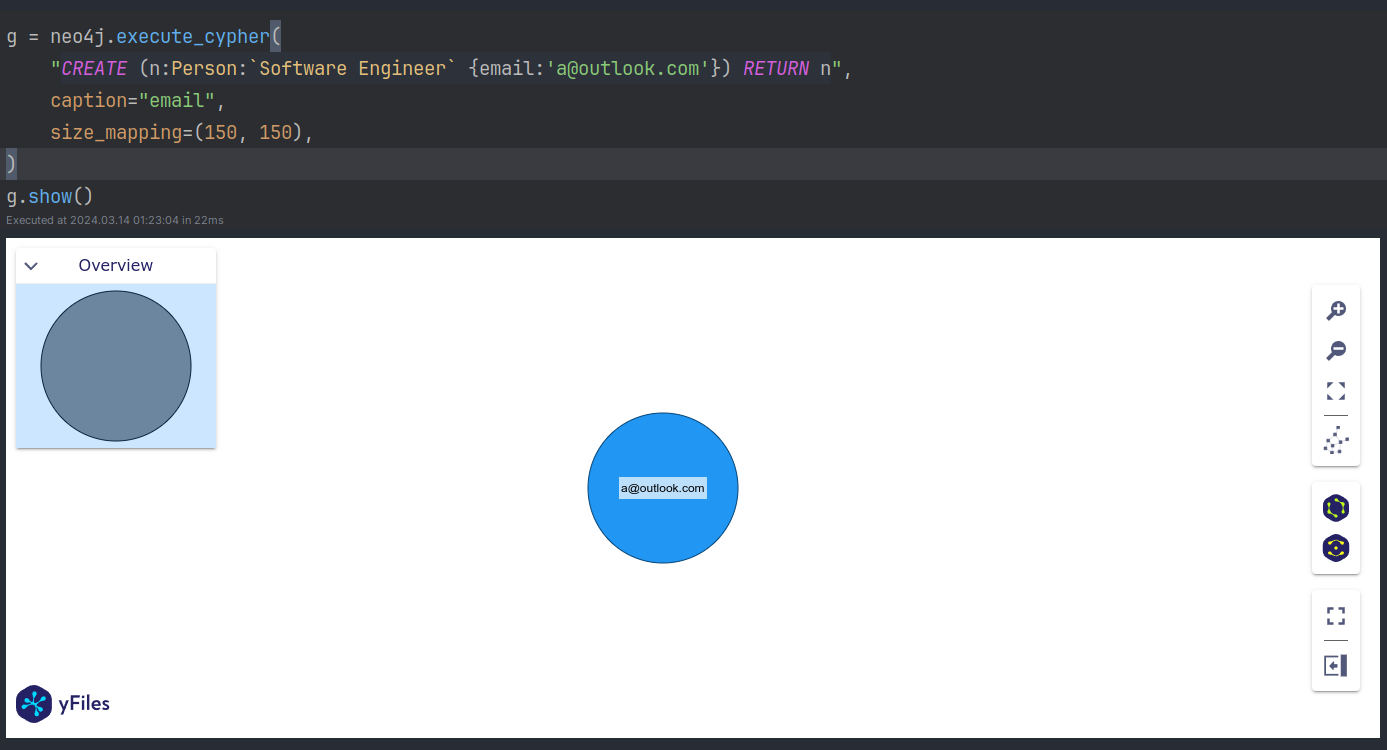 g = neo4j.execute_cypher(
    "CREATE (n:Person:`Software Engineer` {email:'a@outlook.com'}) RETURN n",
    caption="email",
    size_mapping=(150, 150),
)
g.show()
Executed at 2024.03.14 01:23:04 in 22ms
Overview
a@outlook.com
yFiles